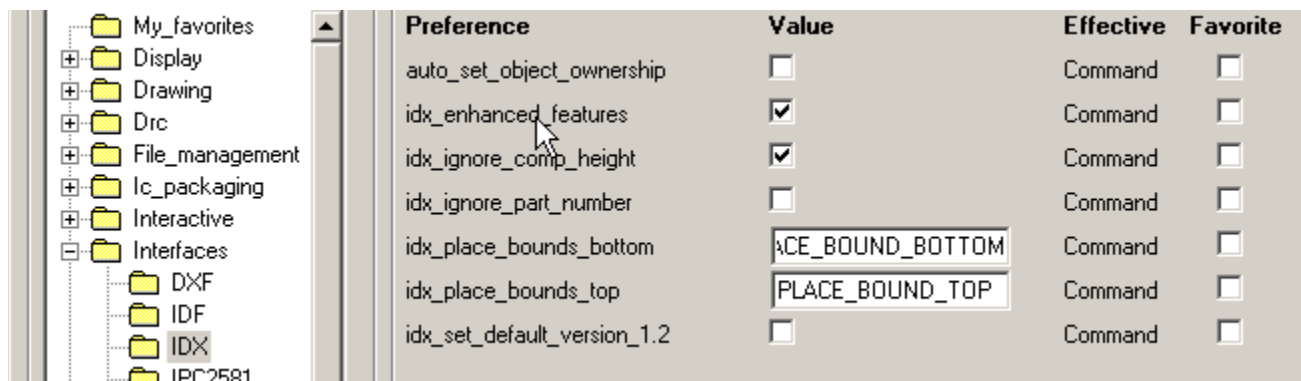 My_favorites
Display
Drawing
Drc
File_management
Ic_packaging
Interactive
Interfaces
DXF
IDF
IDX
IPC2581
Preference Value Effective Favorite
auto_set_object_ownership Command
idx_enhanced_features Command
idx_ignore_comp_height Command
idx_ignore_part_number Command
idx_place_bounds_bottom ACE_BOUND_BOTTOM Command
idx_place_bounds_top PLACE_BOUND_TOP Command
idx_set_default_version_1.2 Command